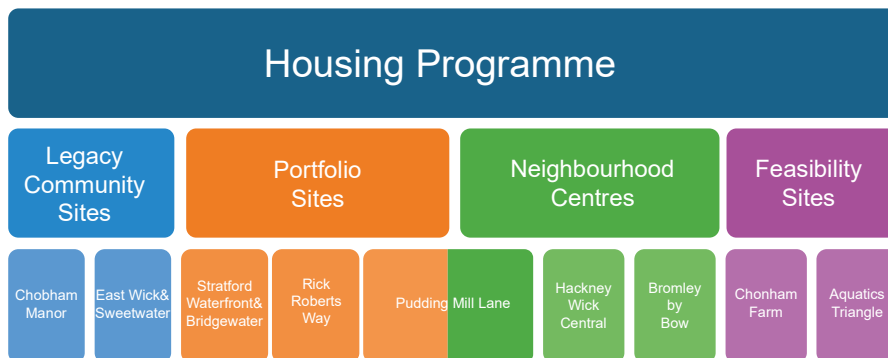 Housing Programme
Legacy
Community
Sites
Portfolio
Sites
Neighbourhood
Centres
Feasibility
Sites
Chobham
Manor
East Wick&
Sweetwater
Stratford
Waterfront&
Bridgewater
Rick
Roberts
Way
Pudding Mill Lane
Hackney
Wick
Central
Bromley
by
Bow
Chonham
Farm
Aquatics
Triangle